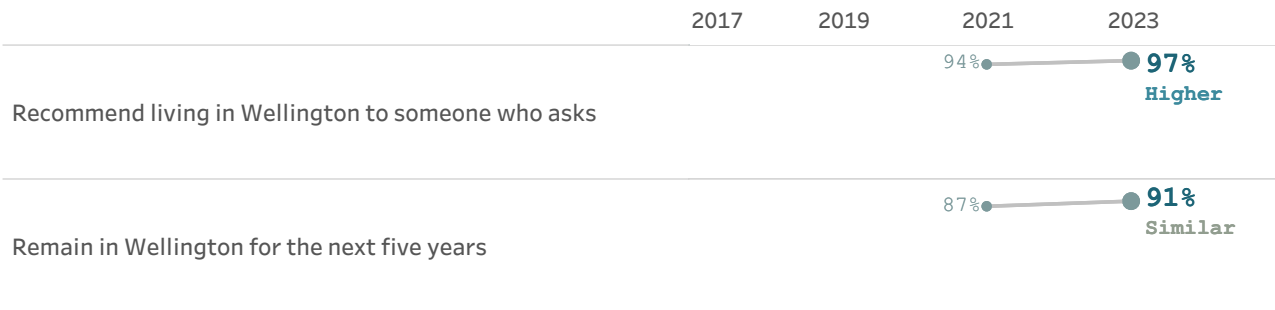 2017 2019 2021 2023
94% 97%
Higher
Recommend living in Wellington to someone who asks
87% 91%
Similar
Remain in Wellington for the next five years